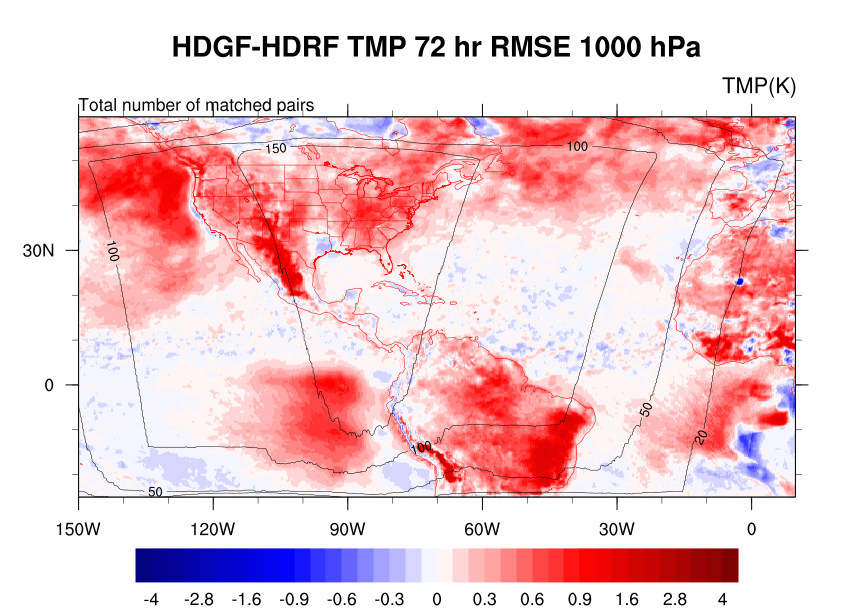 HDGF-HDRF TMP 72 hr RMSE 1000 hPa
TMP(K)
Total number of matched pairs
150
100
100
30N
0
50
100
20
50
150W 120W 90W 60W 30W 0
-4 -2.8 -1.6 -0.9 -0.6 -0.3 0 0.3 0.6 0.9 1.6 2.8 4